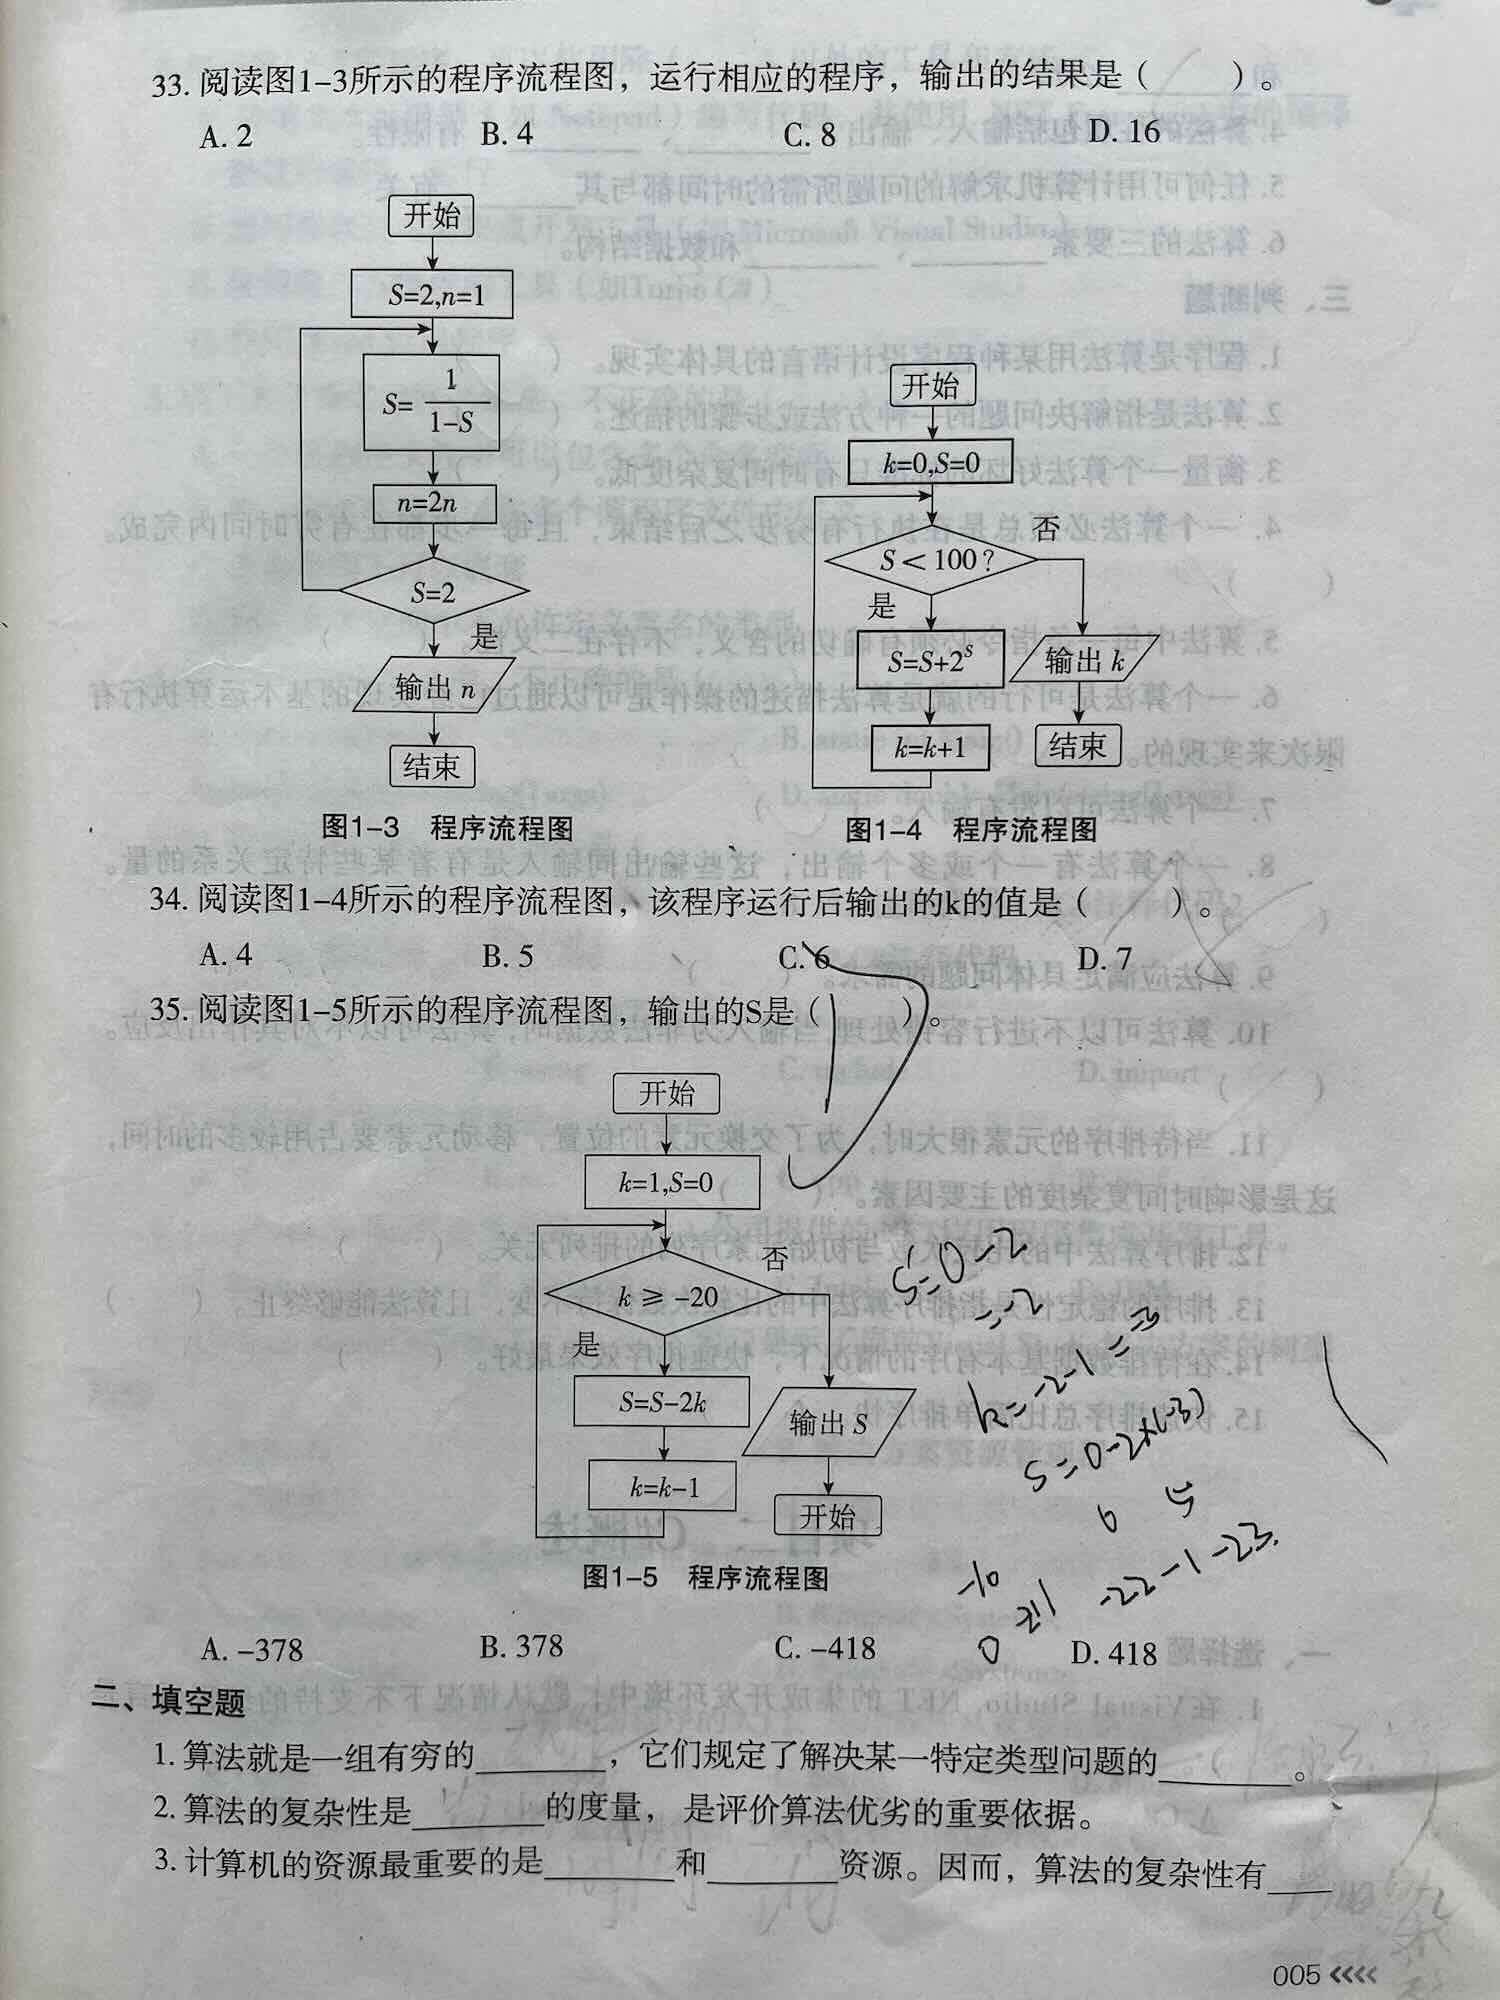 33. 阅读图1-3所示的程序流程图，运行相应的程序，输出的结果是（　　）。
A. 2　B. 4　C. 8　D. 16
开始
S=2,n=1
S= 1/(1-S)
n=2n
S=2
是
输出 n
结束
图1-3 程序流程图
开始
k=0,S=0
S＜100?
否
是
S=S+2^S
输出 k
k=k+1
结束
图1-4 程序流程图
34. 阅读图1-4所示的程序流程图，该程序运行后输出的k的值是（　　）。
A. 4　B. 5　C. 6　D. 7
35. 阅读图1-5所示的程序流程图，输出的S是（　　）。
开始
k=1,S=0
k ⩾ -20
否
是
S=S-2k
输出 S
k=k-1
开始
图1-5 程序流程图
S=0-2
=-2
k=-2-1=-3
S=0-2×(-3)
6
-10
-22-1-23.
0
A. -378　B. 378　C. -418　D. 418
二、填空题
1. 算法就是一组有穷的________，它们规定了解决某一特定类型问题的________。
2. 算法的复杂性是________的度量，是评价算法优劣的重要依据。
3. 计算机的资源最重要的是________和________资源。因而，算法的复杂性有____
005